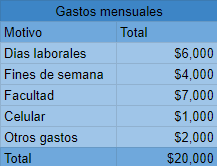 Gastos mensuales
Motivo Total
Dias laborales $6,000
Fines de semana $4,000
Facultad $7,000
Celular $1,000
Otros gastos $2,000
Total $20,000